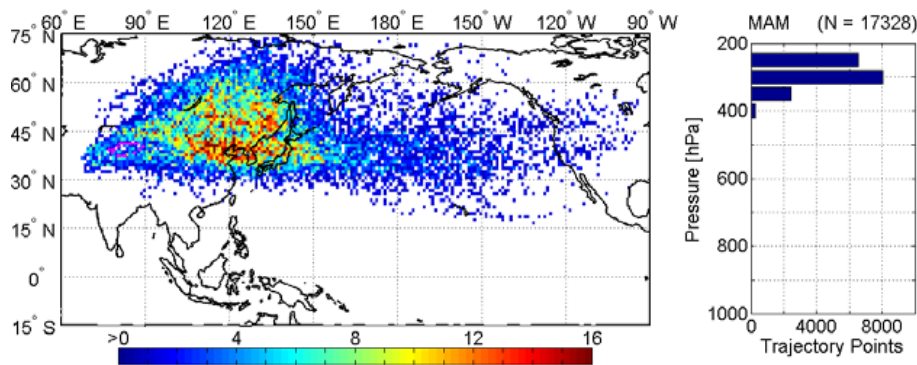 60° E 90° E 120° E 150° E 180° W 150° W 120° W 90° W
75° N
60° N
45° N
30° N
15° N
0°
15° S
>0 4 8 12 16
MAM (N = 17328)
200
400
600
800
1000
Pressure [hPa]
0 4000 8000
Trajectory Points